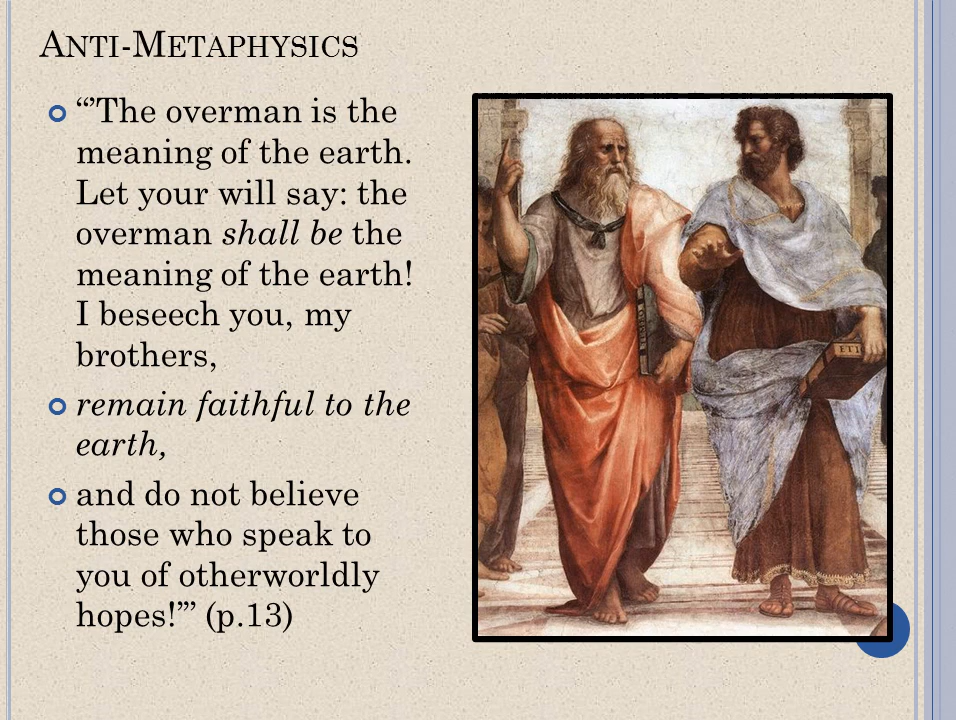 ANTI-METAPHYSICS
“’The overman is the
meaning of the earth.
Let your will say: the
overman shall be the
meaning of the earth!
I beseech you, my
brothers,
remain faithful to the
earth,
and do not believe
those who speak to
you of otherworldly
hopes!’” (p.13)
ETI